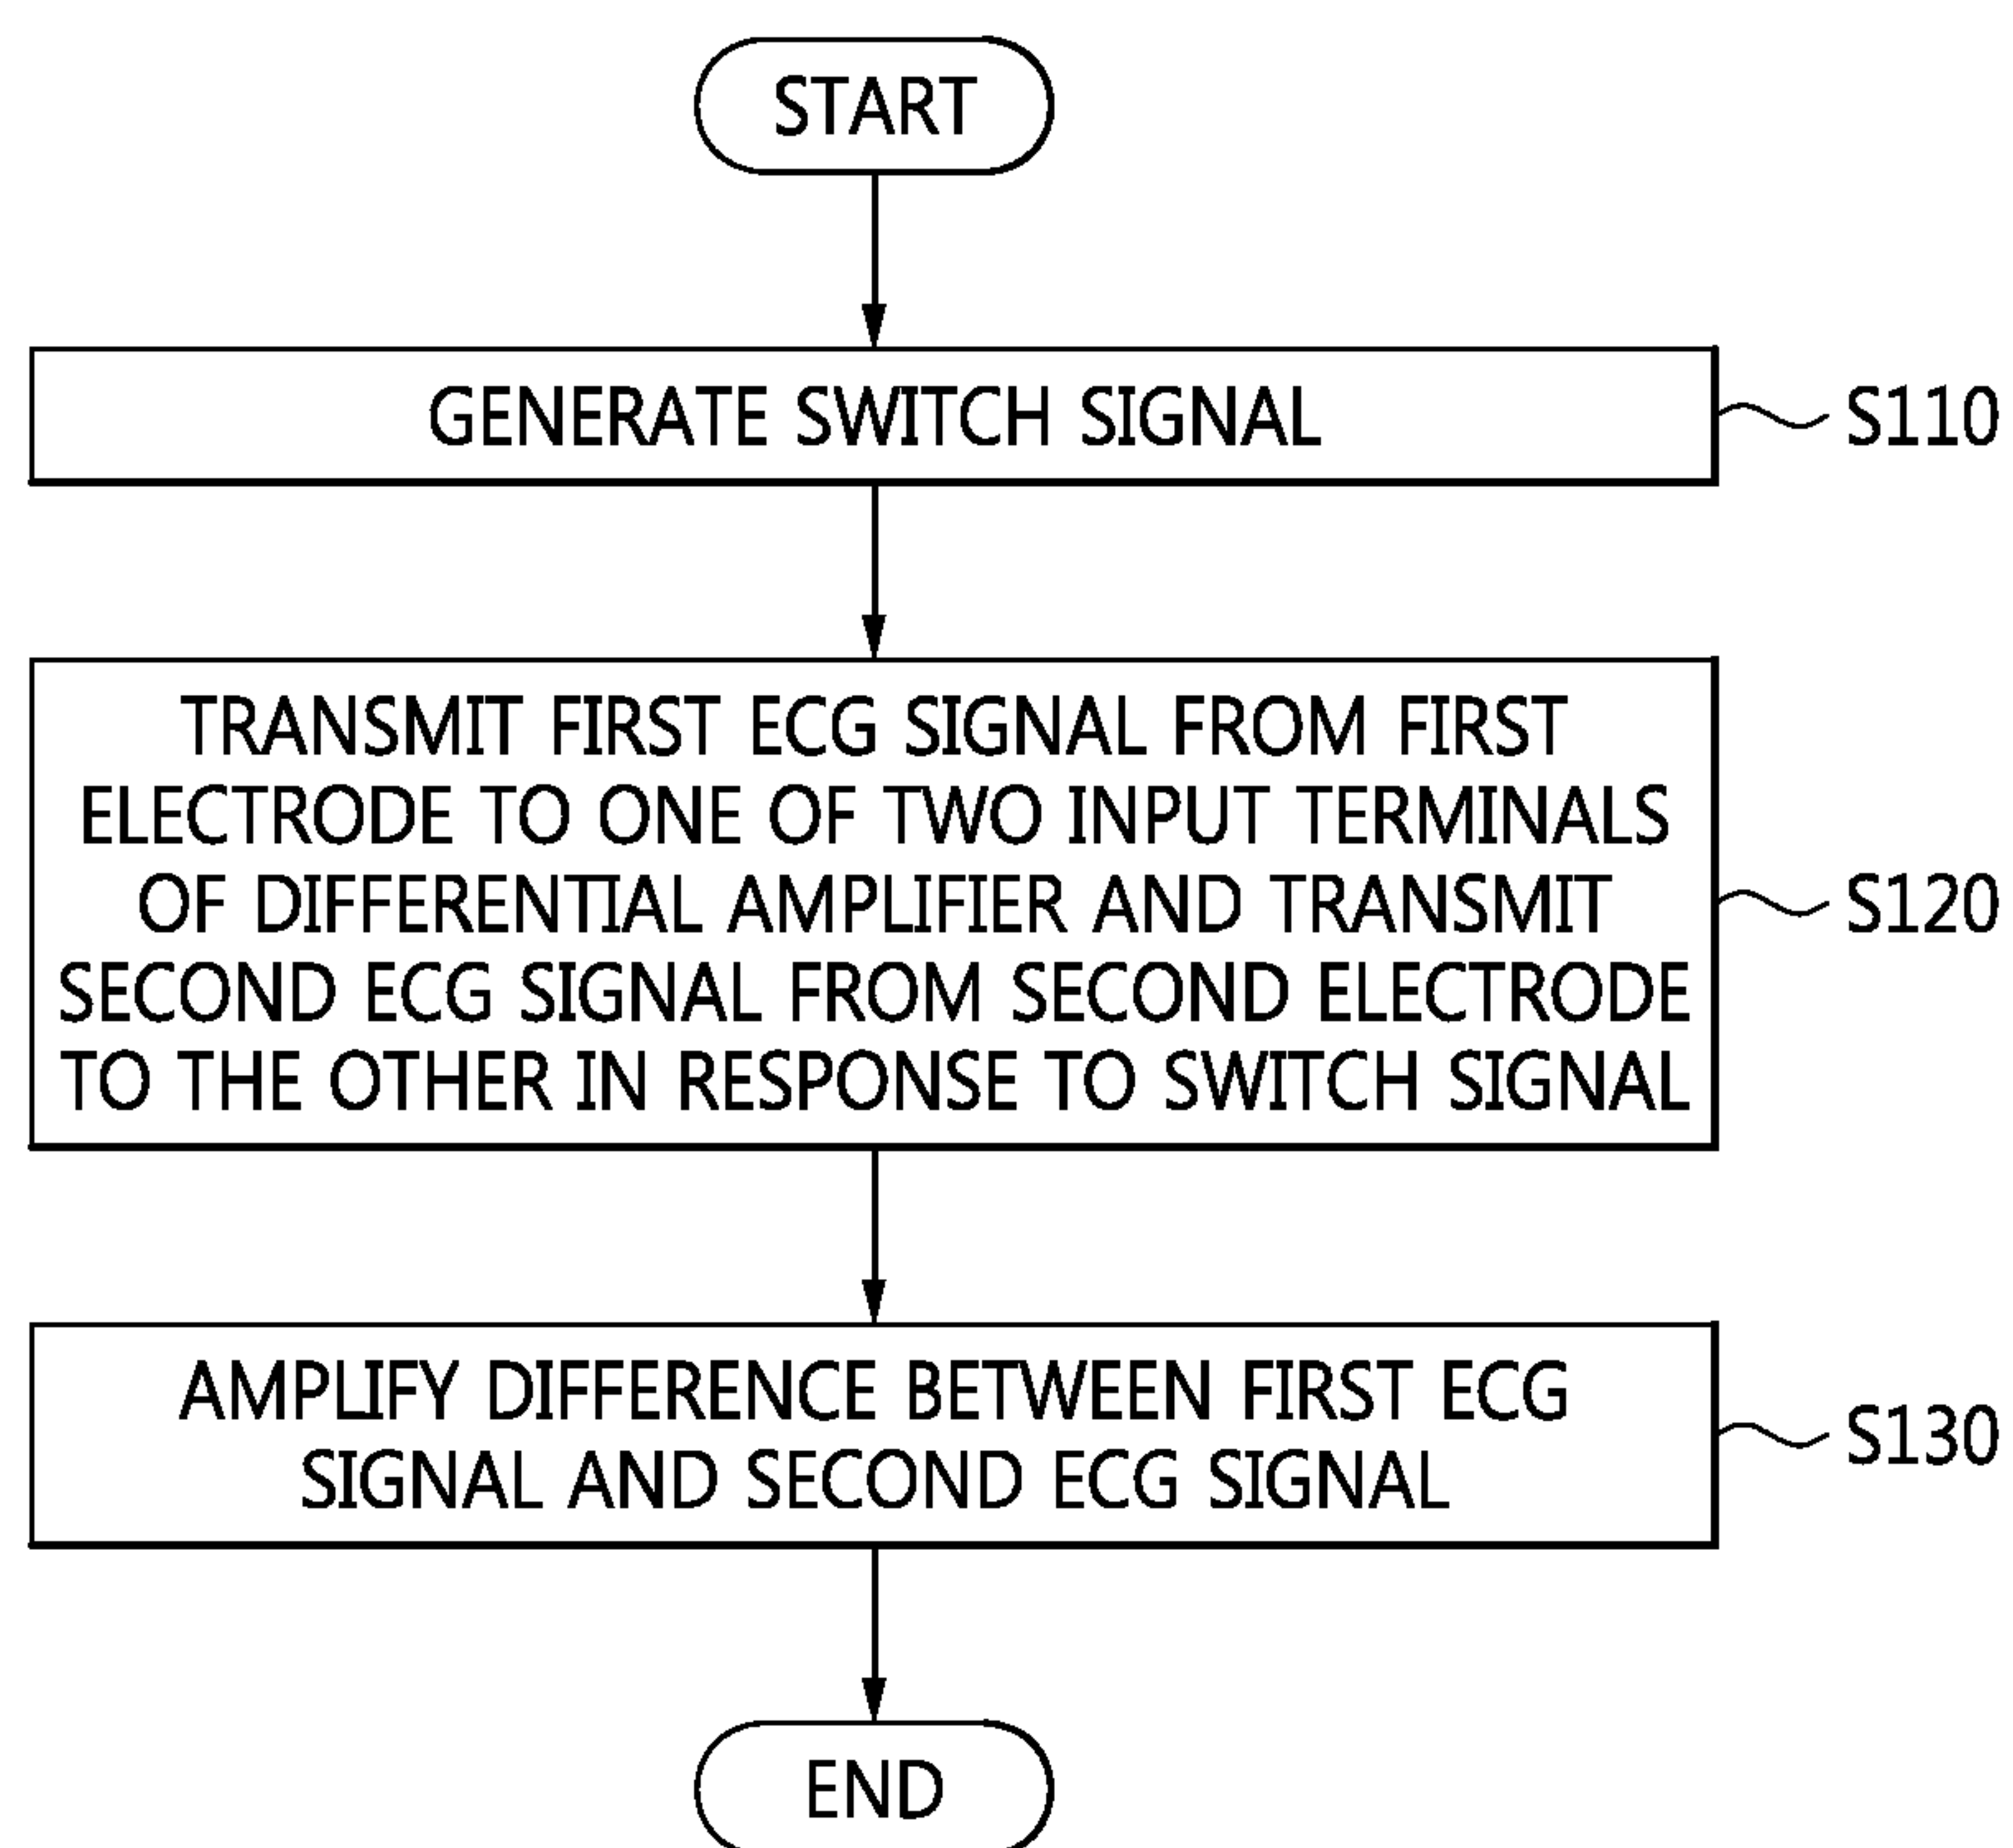 START
GENERATE SWITCH SIGNAL
S110
TRANSMIT FIRST ECG SIGNAL FROM FIRST
ELECTRODE TO ONE OF TWO INPUT TERMINALS
OF DIFFERENTIAL AMPLIFIER AND TRANSMIT
SECOND ECG SIGNAL FROM SECOND ELECTRODE
TO THE OTHER IN RESPONSE TO SWITCH SIGNAL
S120
AMPLIFY DIFFERENCE BETWEEN FIRST ECG
SIGNAL AND SECOND ECG SIGNAL
S130
END